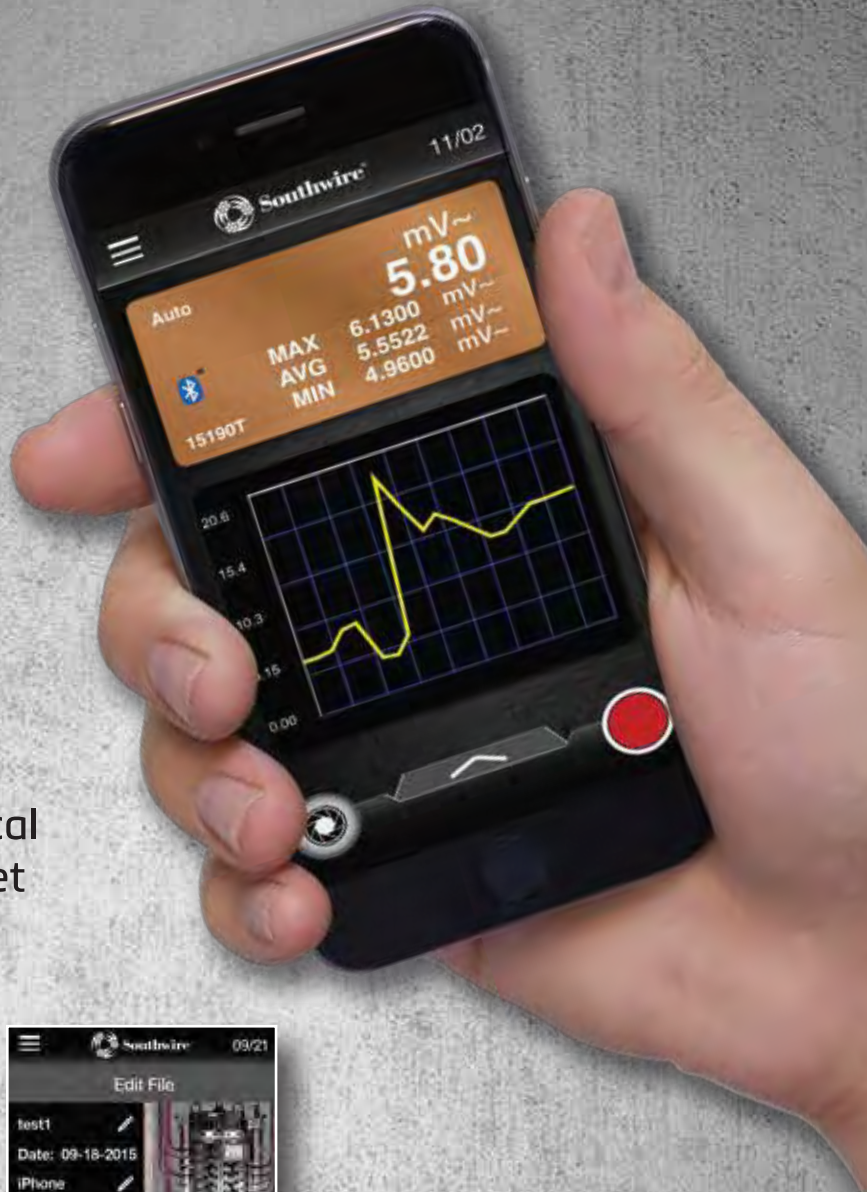 11/02
Southwire®
mV~
Auto 5.80
MAX 6.1300 mV~
AVG 5.5522 mV~
MIN 4.9600 mV~
15190T
20.6
15.4
10.3
.15
0.00
tal
et
Southwire 09/21
Edit File
test1
Date: 09-18-2015
iPhone